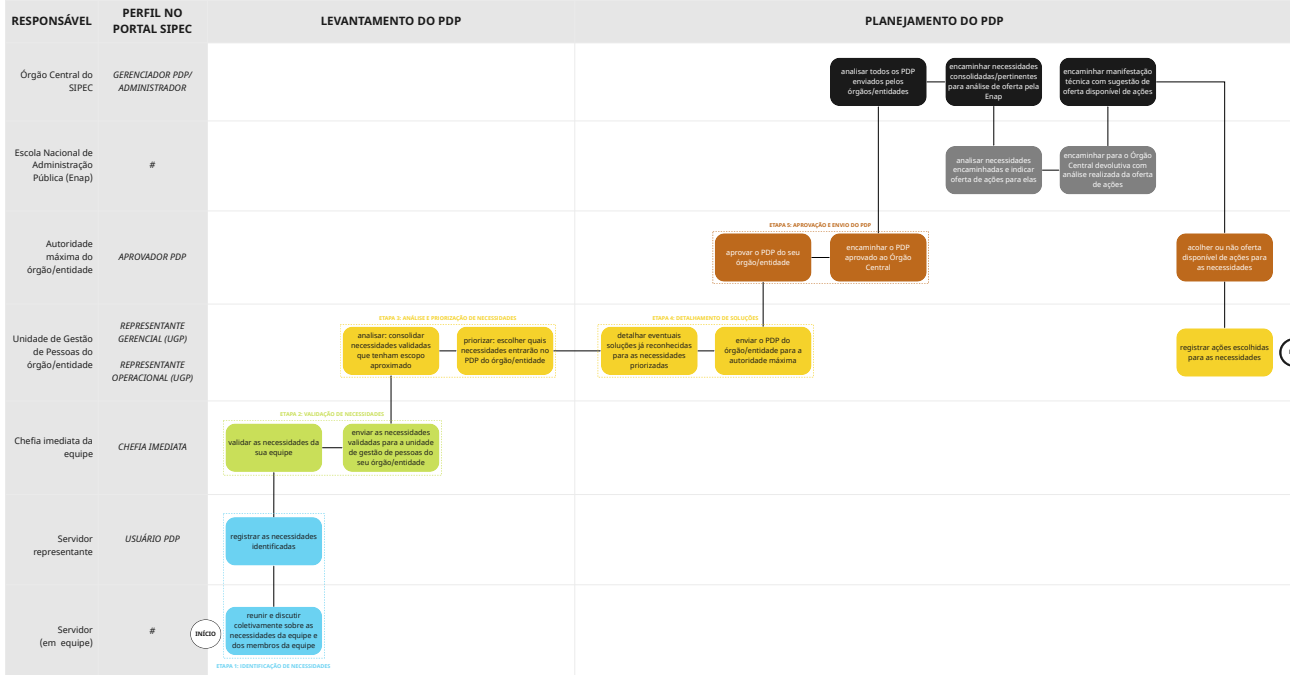 RESPONSÁVEL
PERFIL NO
PORTAL SIPEC
LEVANTAMENTO DO PDP
PLANEJAMENTO DO PDP
Órgão Central do
SIPEC
GERENCIADOR PDP/
ADMINISTRADOR
analisar todos os PDP
enviados pelos
órgãos/entidades
encaminhar necessidades
consolidadas/pertinentes
para análise de oferta pela
Enap
encaminhar manifestação
técnica com sugestão de
oferta disponível de ações
Escola Nacional de
Administração
Pública (Enap)
#
analisar necessidades
encaminhadas e indicar
oferta de ações para elas
encaminhar para o Órgão
Central devolutiva com
análise realizada da oferta
de ações
Autoridade
máxima do
órgão/entidade
APROVADOR PDP
ETAPA 5: APROVAÇÃO E ENVIO DO PDP
aprovar o PDP do seu
órgão/entidade
encaminhar o PDP
aprovado ao Órgão
Central
acolher ou não oferta
disponível de ações para
as necessidades
Unidade de Gestão
de Pessoas do
órgão/entidade
REPRESENTANTE
GERENCIAL (UGP)
REPRESENTANTE
OPERACIONAL (UGP)
ETAPA 3: ANÁLISE E PRIORIZAÇÃO DE NECESSIDADES
analisar: consolidar
necessidades validadas
que tenham escopo
aproximado
priorizar: escolher quais
necessidades entrarão no
PDP do órgão/entidade
ETAPA 4: DETALHAMENTO DE SOLUÇÕES
detalhar eventuais
soluções já reconhecidas
para as necessidades
priorizadas
enviar o PDP do
órgão/entidade para a
autoridade máxima
registrar ações escolhidas
para as necessidades
Chefia imediata da
equipe
CHEFIA IMEDIATA
ETAPA 2: VALIDAÇÃO DE NECESSIDADES
validar as necessidades da
sua equipe
enviar as necessidades
validadas para a unidade
de gestão de pessoas do
seu órgão/entidade
Servidor
representante
USUÁRIO PDP
registrar as necessidades
identificadas
Servidor
(em equipe)
#
INÍCIO
reunir e discutir
coletivamente sobre as
necessidades da equipe e
dos membros da equipe
ETAPA 1: IDENTIFICAÇÃO DE NECESSIDADES